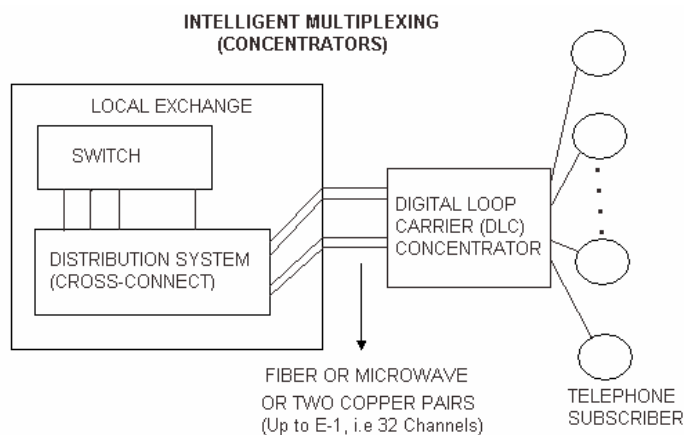 INTELLIGENT MULTIPLEXING
(CONCENTRATORS)
LOCAL EXCHANGE
SWITCH
DISTRIBUTION SYSTEM
(CROSS-CONNECT)
DIGITAL LOOP
CARRIER (DLC)
CONCENTRATOR
FIBER OR MICROWAVE
OR TWO COPPER PAIRS
(Up to E-1, i.e 32 Channels)
TELEPHONE
SUBSCRIBER